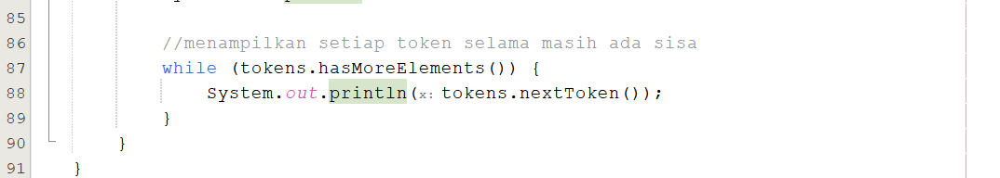 85
86 //menampilkan setiap token selama masih ada sisa
87 while (tokens.hasMoreElements()) {
88 System.out.println(x: tokens.nextToken());
89 }
90 }
91 }